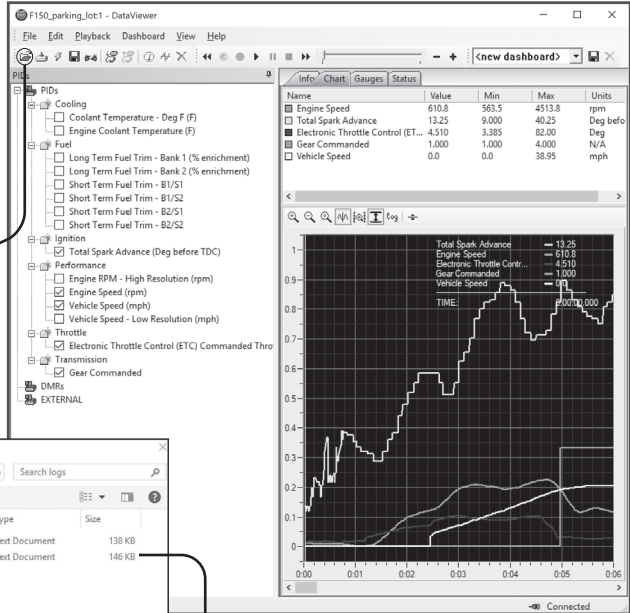 F150_parking_lot:1 - DataViewer
File Edit Playback Dashboard View Help
<new dashboard>
PIDs
PIDs
Cooling
Coolant Temperature - Deg F (F)
Engine Coolant Temperature (F)
Fuel
Long Term Fuel Trim - Bank 1 (% enrichment)
Long Term Fuel Trim - Bank 2 (% enrichment)
Short Term Fuel Trim - B1/S1
Short Term Fuel Trim - B1/S2
Short Term Fuel Trim - B2/S1
Short Term Fuel Trim - B2/S2
Ignition
Total Spark Advance (Deg before TDC)
Performance
Engine RPM - High Resolution (rpm)
Engine Speed (rpm)
Vehicle Speed (mph)
Vehicle Speed - Low Resolution (mph)
Throttle
Electronic Throttle Control (ETC) Commanded Thro
Transmission
Gear Commanded
DMRs
EXTERNAL
Info Chart Gauges Status
Name Value Min Max Units
Engine Speed 610.8 563.5 4513.8 rpm
Total Spark Advance 13.25 9.000 40.25 Deg befo
Electronic Throttle Control (ET... 4.510 3.385 82.00 Deg
Gear Commanded 1.000 1.000 4.000 N/A
Vehicle Speed 0.0 0.0 38.95 mph
Log
Total Spark Advance 13.25
Engine Speed 610.8
Electronic Throttle Contr... 4.510
Gear Commanded 1.000
Vehicle Speed
TIME:
1
0.9
0.8
0.7
0.6
0.5
0.4
0.3
0.2
0.1
0
0:00 0:01 0:02 0:03 0:04 0:05 0:06
Connected
Search logs
ype Size
ext Document 138 KB
ext Document 146 KB